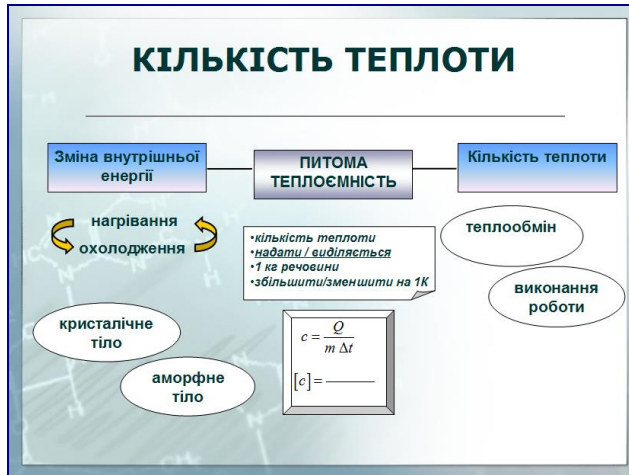 КІЛЬКІСТЬ ТЕПЛОТИ
Зміна внутрішньої
енергії
ПИТОМА
ТЕПЛОЄМНІСТЬ
Кількість теплоти
нагрівання
охолодження
•кількість теплоти
•надати / виділяється
•1 кг речовини
•збільшити/зменшити на 1К
теплообмін
виконання
роботи
кристалічне
тіло
аморфне
тіло
c = Q / m Δt
[c] = ———